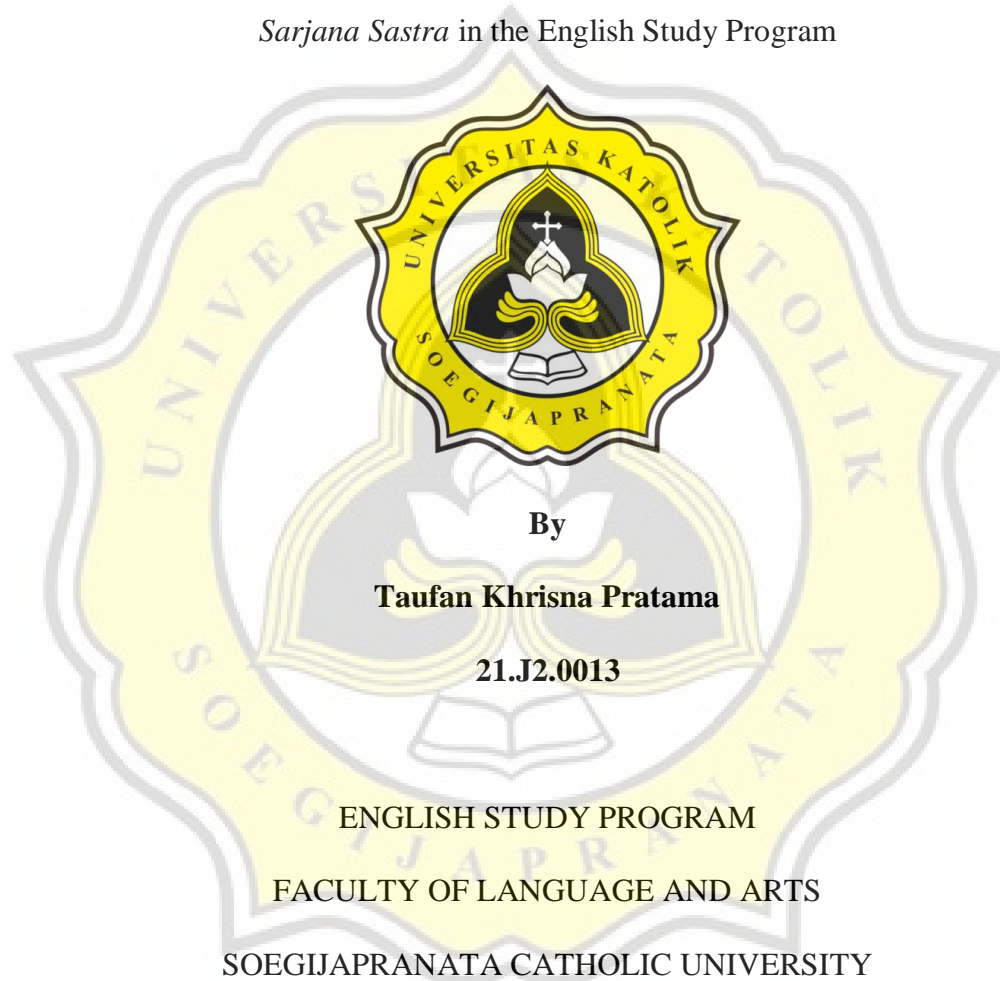 Sarjana Sastra in the English Study Program
UNIVERSITAS KATOLIK
SOEGIJAPRANATA
By
Taufan Khrisna Pratama
21.J2.0013
ENGLISH STUDY PROGRAM
FACULTY OF LANGUAGE AND ARTS
SOEGIJAPRANATA CATHOLIC UNIVERSITY